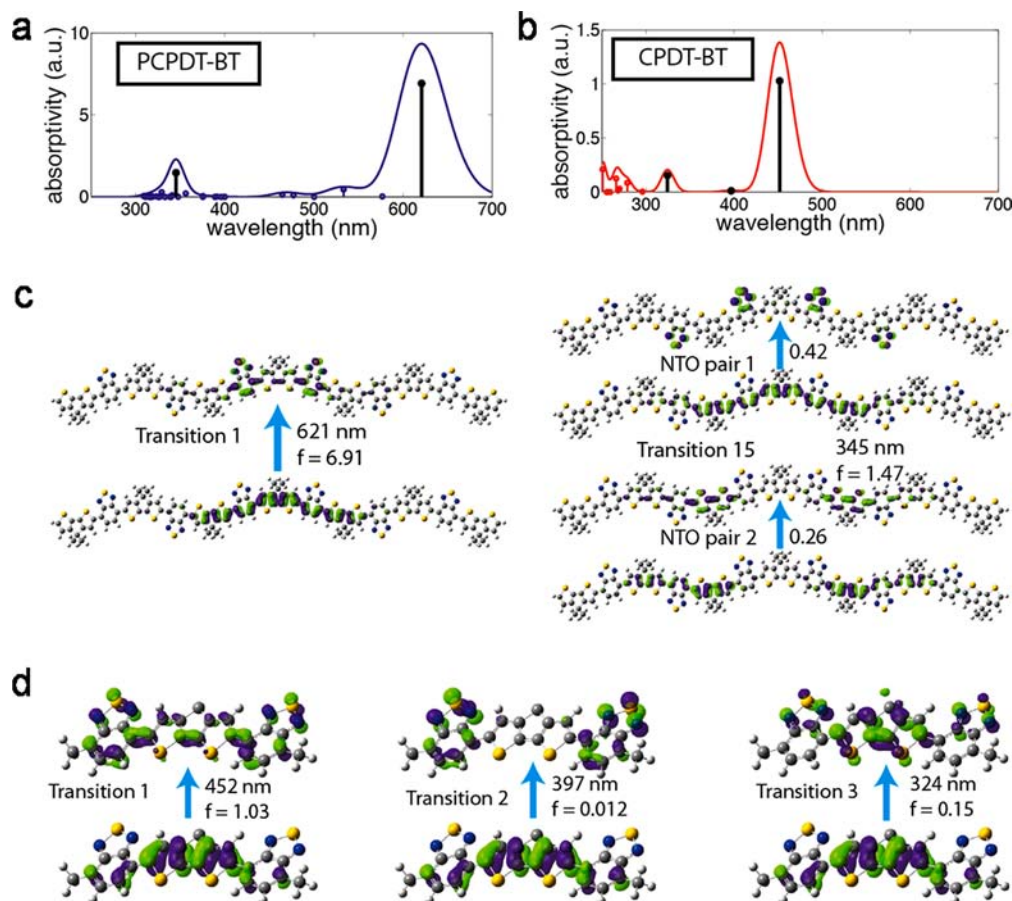 a
PCPDT-BT
absorptivity (a.u.)
10
5
0
300 400 500 600 700
wavelength (nm)
b
CPDT-BT
absorptivity (a.u.)
1.5
1
0.5
0
300 400 500 600 700
wavelength (nm)
c
Transition 1
621 nm
f = 6.91
NTO pair 1
0.42
Transition 15
345 nm
f = 1.47
NTO pair 2
0.26
d
Transition 1
452 nm
f = 1.03
Transition 2
397 nm
f = 0.012
Transition 3
324 nm
f = 0.15